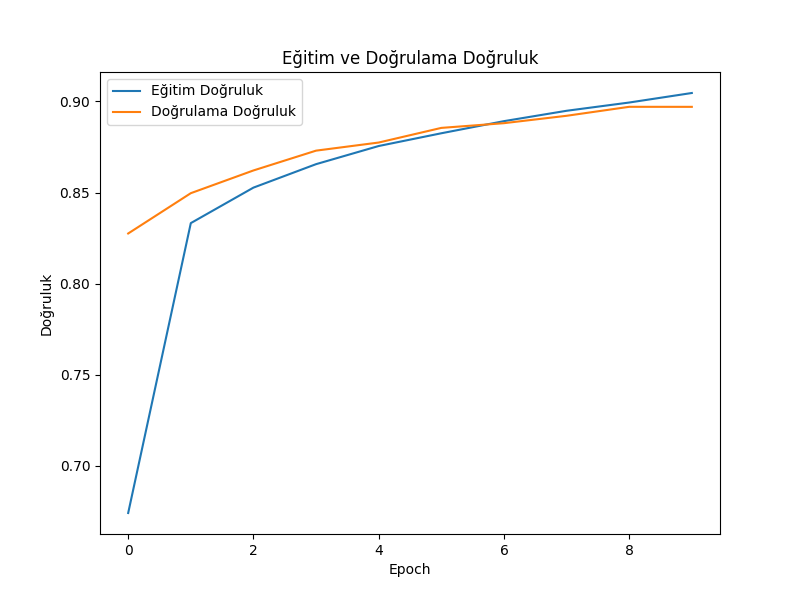 Eğitim ve Doğrulama Doğruluk
Eğitim Doğruluk
Doğrulama Doğruluk
Doğruluk
0.90
0.85
0.80
0.75
0.70
0 2 4 6 8
Epoch